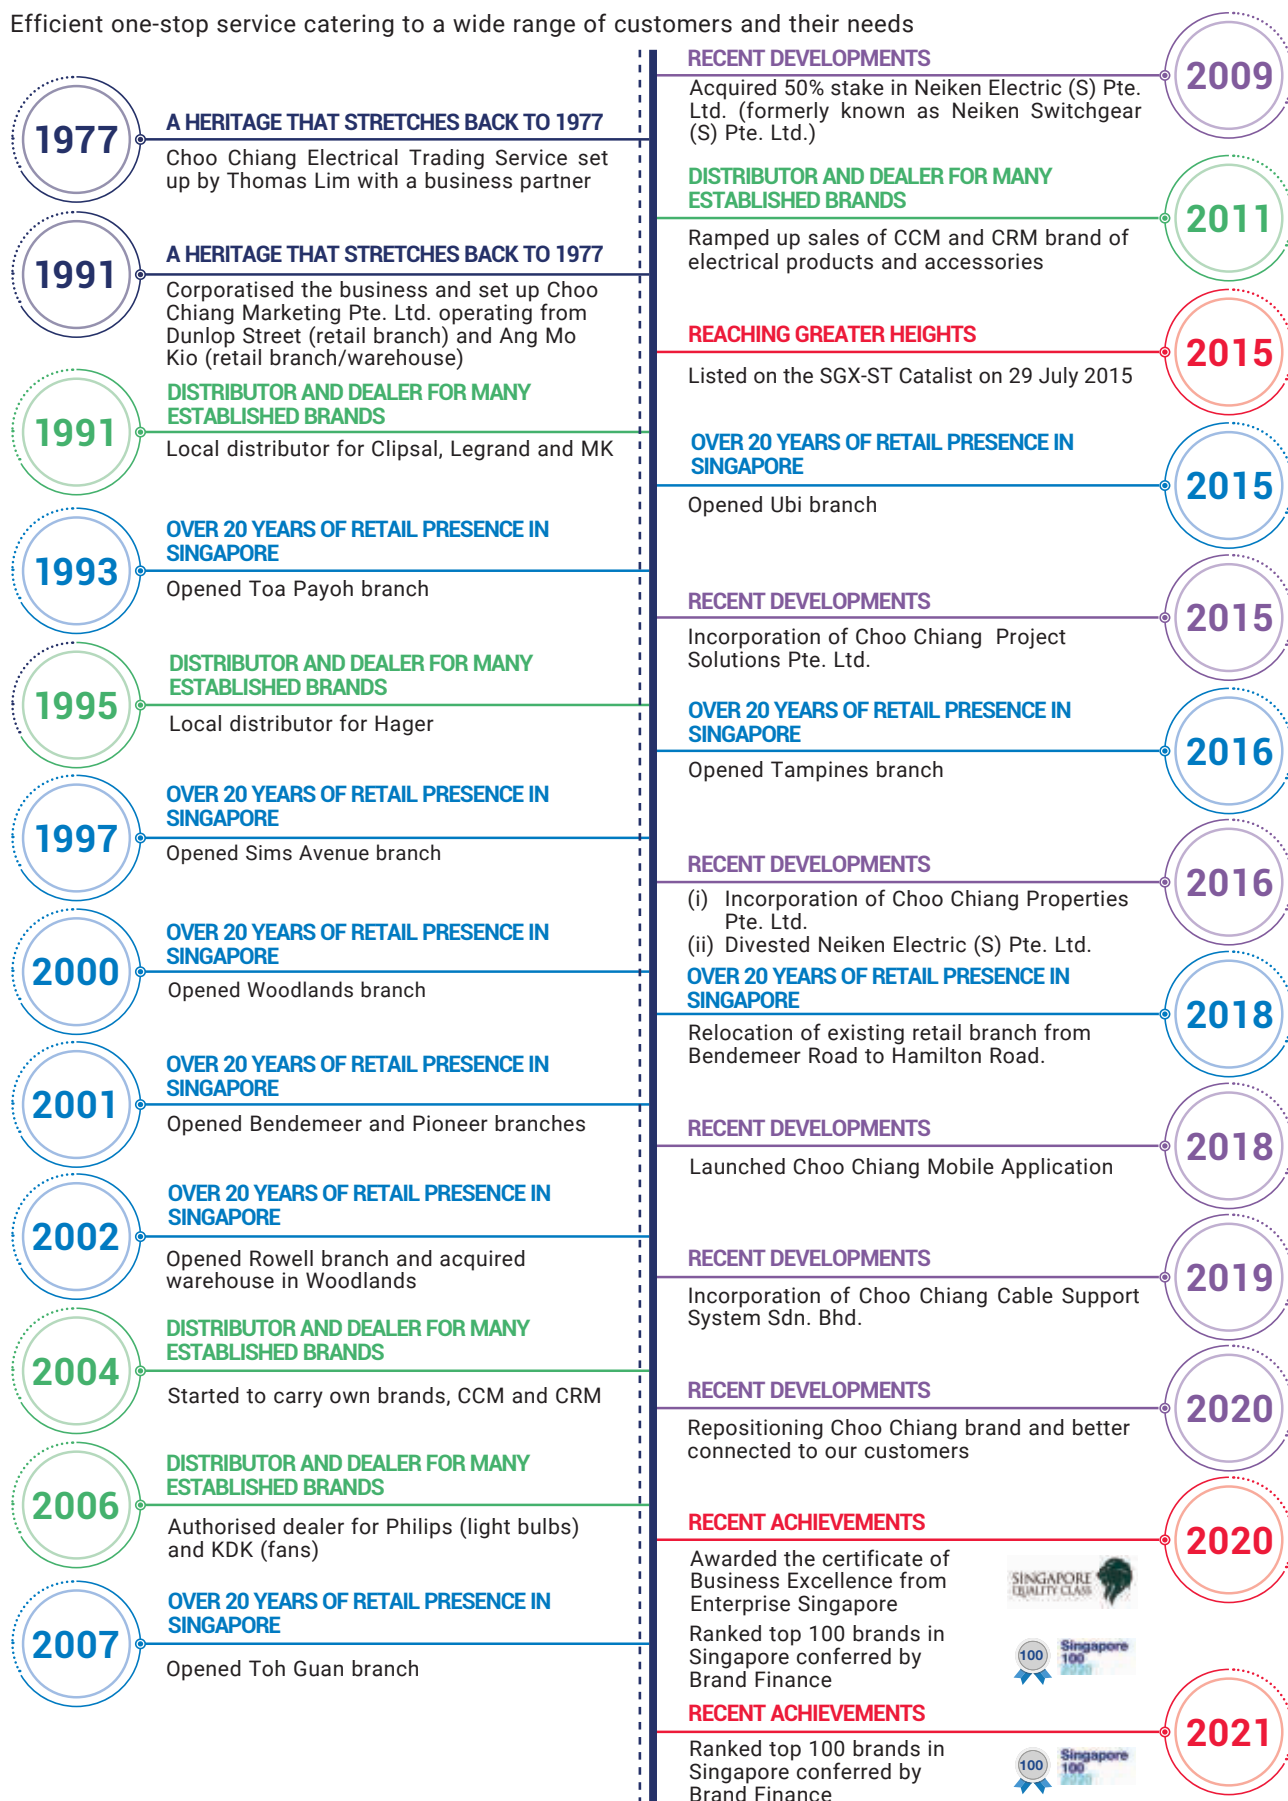 Efficient one-stop service catering to a wide range of customers and their needs
1977
A HERITAGE THAT STRETCHES BACK TO 1977
Choo Chiang Electrical Trading Service set
up by Thomas Lim with a business partner
1991
A HERITAGE THAT STRETCHES BACK TO 1977
Corporatised the business and set up Choo
Chiang Marketing Pte. Ltd. operating from
Dunlop Street (retail branch) and Ang Mo
Kio (retail branch/warehouse)
1991
DISTRIBUTOR AND DEALER FOR MANY
ESTABLISHED BRANDS
Local distributor for Clipsal, Legrand and MK
1993
OVER 20 YEARS OF RETAIL PRESENCE IN
SINGAPORE
Opened Toa Payoh branch
1995
DISTRIBUTOR AND DEALER FOR MANY
ESTABLISHED BRANDS
Local distributor for Hager
1997
OVER 20 YEARS OF RETAIL PRESENCE IN
SINGAPORE
Opened Sims Avenue branch
2000
OVER 20 YEARS OF RETAIL PRESENCE IN
SINGAPORE
Opened Woodlands branch
2001
OVER 20 YEARS OF RETAIL PRESENCE IN
SINGAPORE
Opened Bendemeer and Pioneer branches
2002
OVER 20 YEARS OF RETAIL PRESENCE IN
SINGAPORE
Opened Rowell branch and acquired
warehouse in Woodlands
2004
DISTRIBUTOR AND DEALER FOR MANY
ESTABLISHED BRANDS
Started to carry own brands, CCM and CRM
2006
DISTRIBUTOR AND DEALER FOR MANY
ESTABLISHED BRANDS
Authorised dealer for Philips (light bulbs)
and KDK (fans)
2007
OVER 20 YEARS OF RETAIL PRESENCE IN
SINGAPORE
Opened Toh Guan branch
RECENT DEVELOPMENTS
2009
Acquired 50% stake in Neiken Electric (S) Pte.
Ltd. (formerly known as Neiken Switchgear
(S) Pte. Ltd.)
DISTRIBUTOR AND DEALER FOR MANY
ESTABLISHED BRANDS
2011
Ramped up sales of CCM and CRM brand of
electrical products and accessories
REACHING GREATER HEIGHTS
2015
Listed on the SGX-ST Catalist on 29 July 2015
OVER 20 YEARS OF RETAIL PRESENCE IN
SINGAPORE
2015
Opened Ubi branch
RECENT DEVELOPMENTS
2015
Incorporation of Choo Chiang Project
Solutions Pte. Ltd.
OVER 20 YEARS OF RETAIL PRESENCE IN
SINGAPORE
2016
Opened Tampines branch
RECENT DEVELOPMENTS
2016
(i) Incorporation of Choo Chiang Properties
Pte. Ltd.
(ii) Divested Neiken Electric (S) Pte. Ltd.
OVER 20 YEARS OF RETAIL PRESENCE IN
SINGAPORE
2018
Relocation of existing retail branch from
Bendemeer Road to Hamilton Road.
RECENT DEVELOPMENTS
2018
Launched Choo Chiang Mobile Application
RECENT DEVELOPMENTS
2019
Incorporation of Choo Chiang Cable Support
System Sdn. Bhd.
RECENT DEVELOPMENTS
2020
Repositioning Choo Chiang brand and better
connected to our customers
RECENT ACHIEVEMENTS
2020
Awarded the certificate of
Business Excellence from
Enterprise Singapore
SINGAPORE
QUALITY CLASS
Ranked top 100 brands in
Singapore conferred by
Brand Finance
100
Singapore
100
2020
RECENT ACHIEVEMENTS
2021
Ranked top 100 brands in
Singapore conferred by
Brand Finance
100
Singapore
100
2020